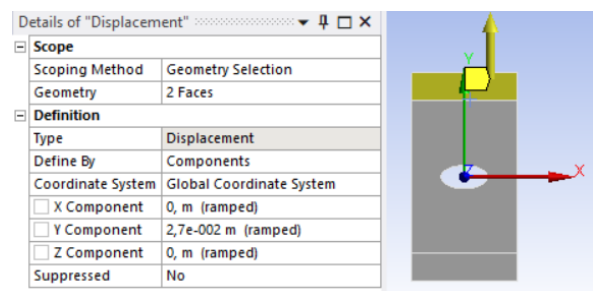 Details of "Displacement"
Scope
Scoping Method Geometry Selection
Geometry 2 Faces
Definition
Type Displacement
Define By Components
Coordinate System Global Coordinate System
X Component 0, m (ramped)
Y Component 2,7e-002 m (ramped)
Z Component 0, m (ramped)
Suppressed No
Y
Z
X